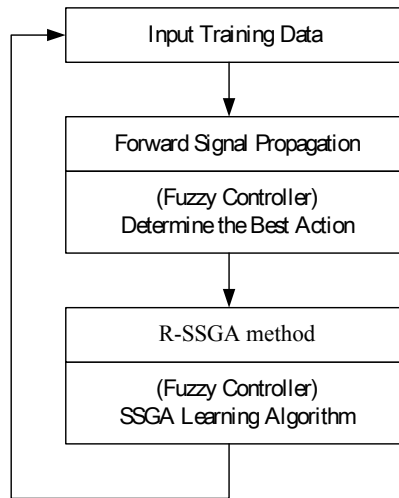 Input Training Data
Forward Signal Propagation
(Fuzzy Controller)
Determine the Best Action
R-SSGA method
(Fuzzy Controller)
SSGA Learning Algorithm